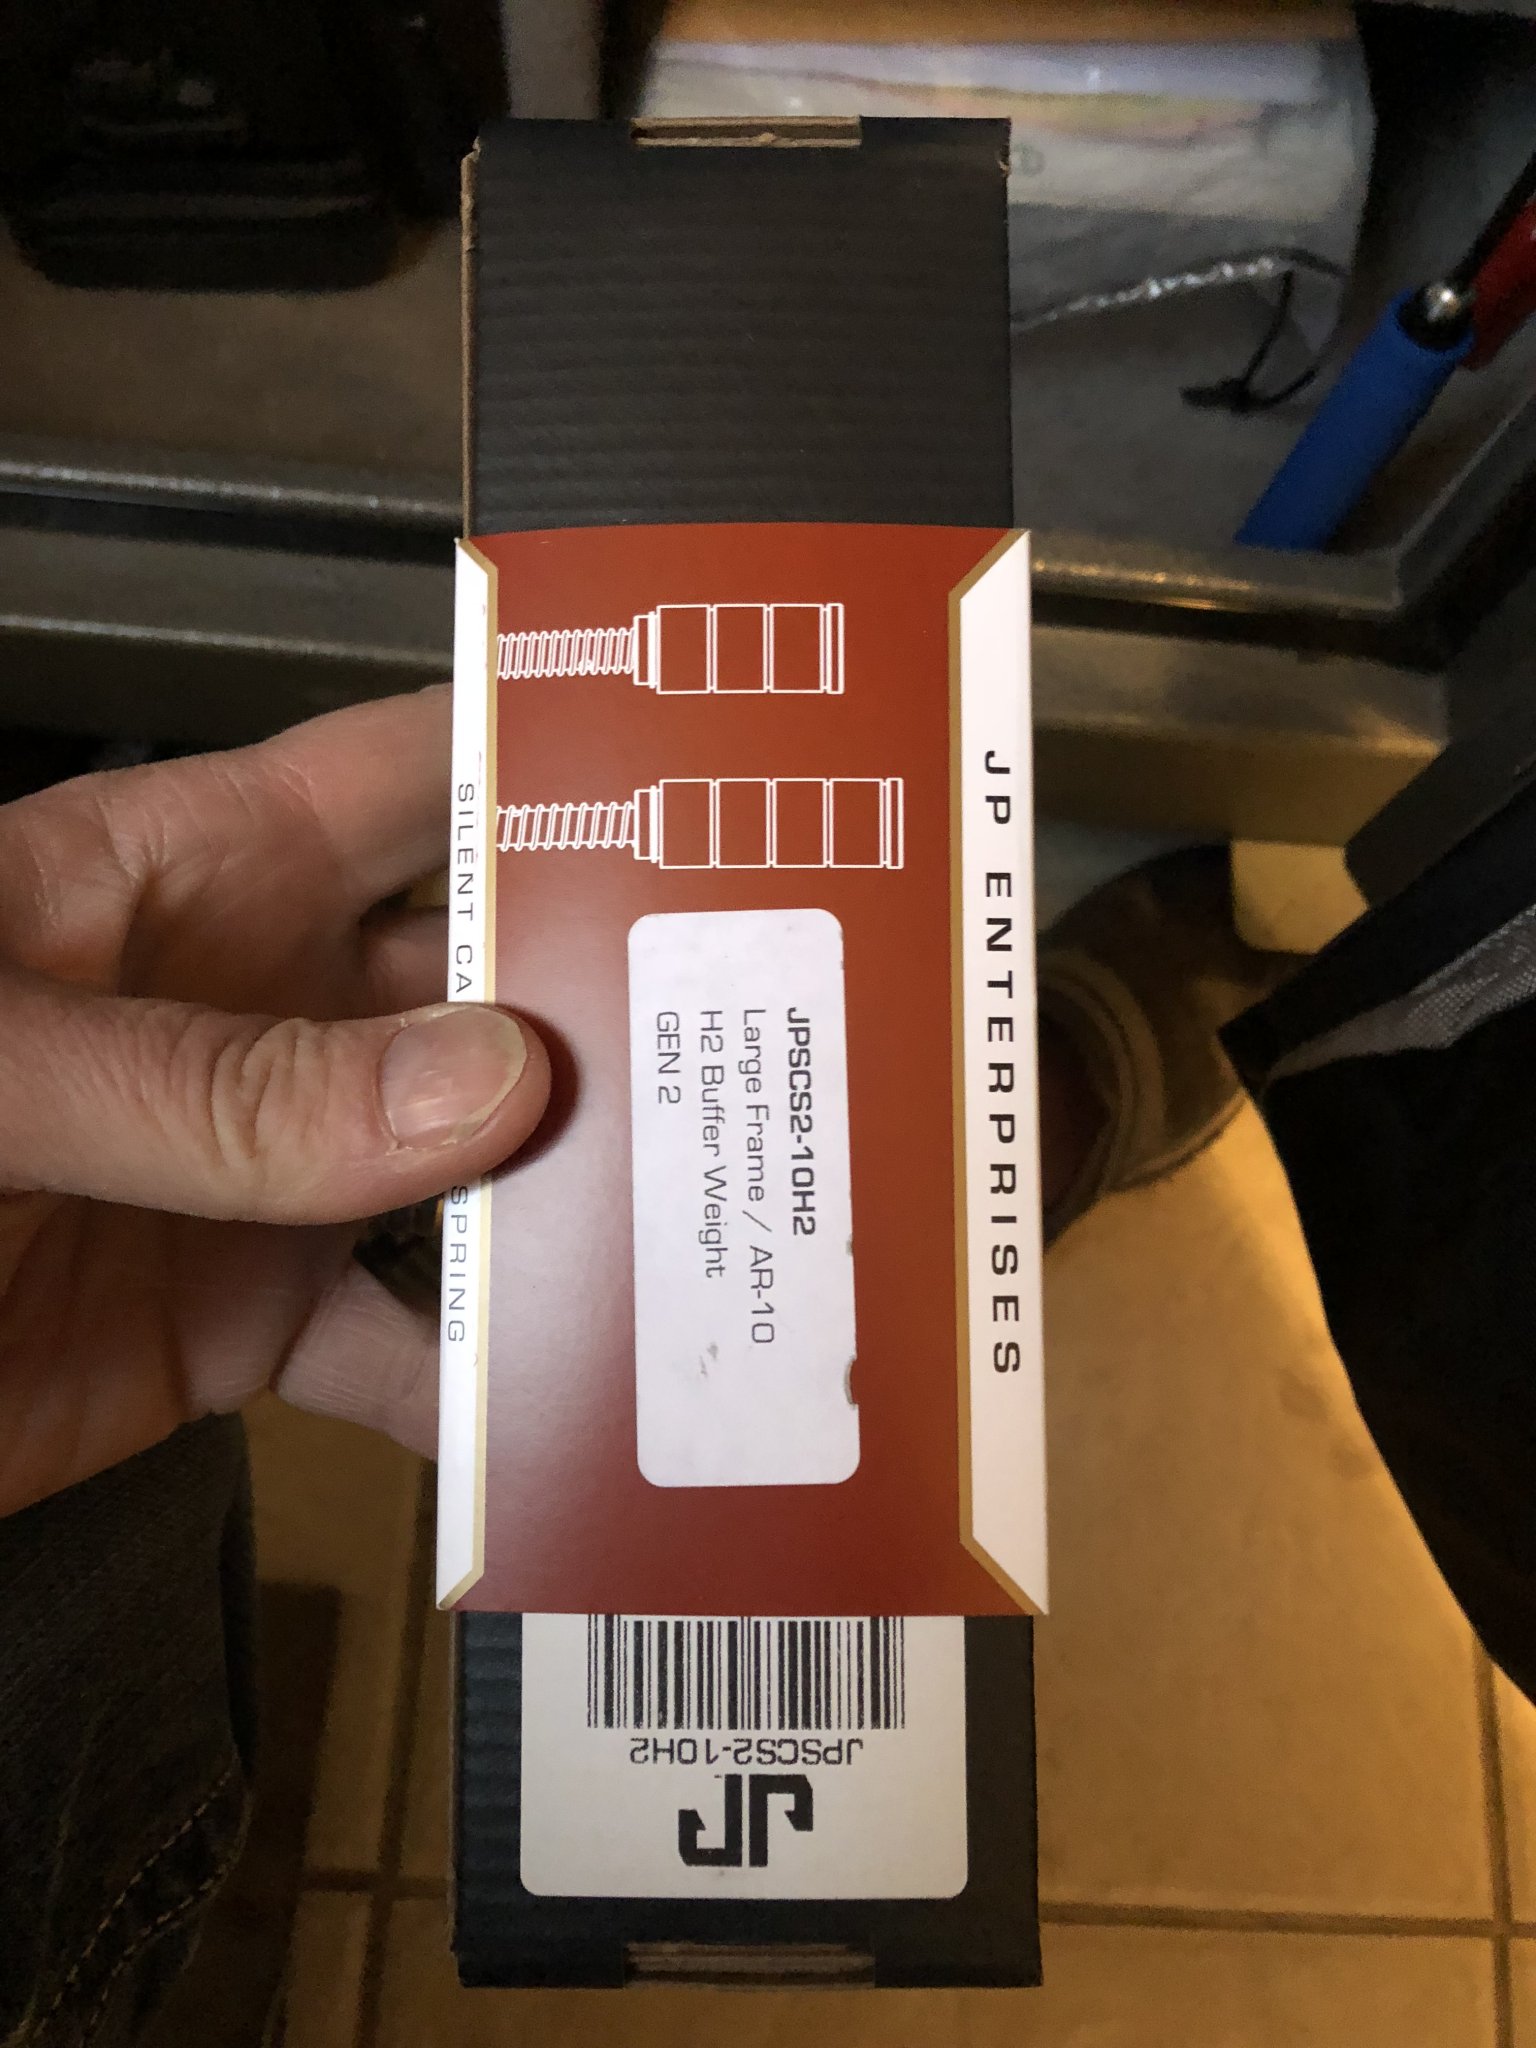 JP ENTERPRISES
JPSCS2-10H2
Large Frame / AR-10
H2 Buffer Weight
GEN 2
SILENT CA
SPRING
JPSCS2-10H2
JP